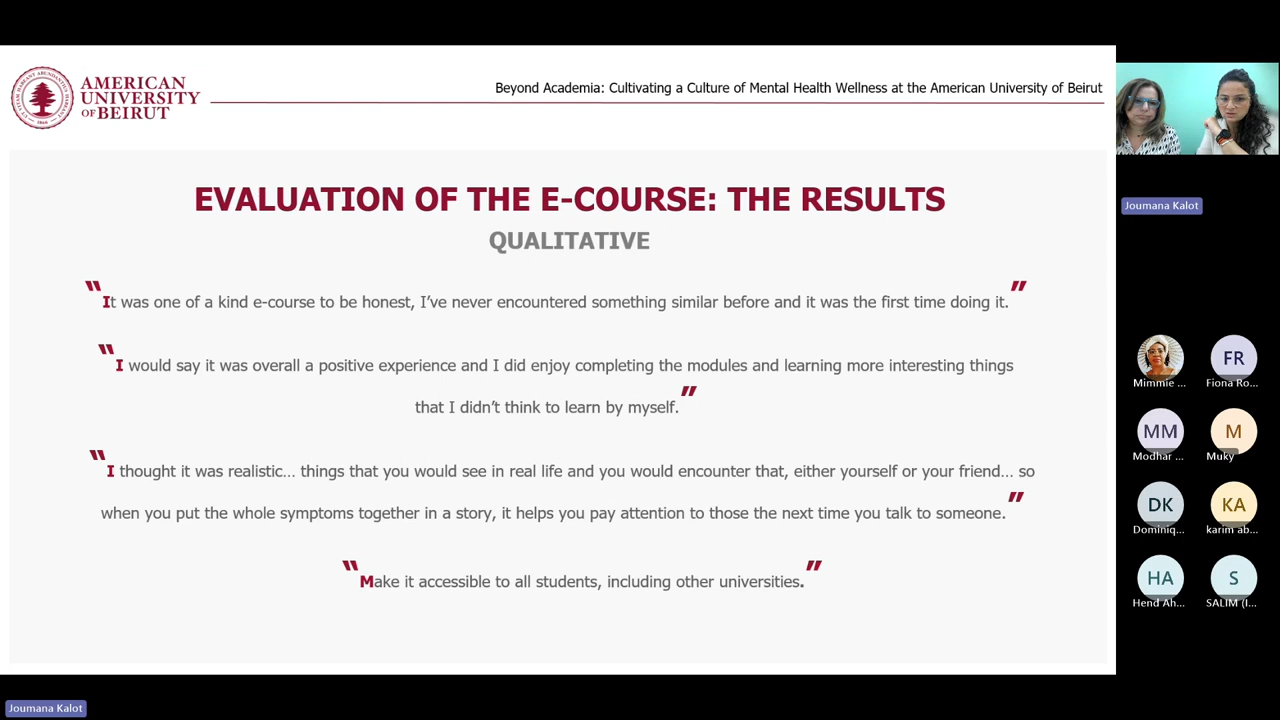 AMERICAN
UNIVERSITY
OF BEIRUT
Beyond Academia: Cultivating a Culture of Mental Health Wellness at the American University of Beirut
EVALUATION OF THE E-COURSE: THE RESULTS
QUALITATIVE
"It was one of a kind e-course to be honest, I've never encountered something similar before and it was the first time doing it."
"I would say it was overall a positive experience and I did enjoy completing the modules and learning more interesting things
that I didn't think to learn by myself."
"I thought it was realistic... things that you would see in real life and you would encounter that, either yourself or your friend... so
when you put the whole symptoms together in a story, it helps you pay attention to those the next time you talk to someone."
"Make it accessible to all students, including other universities."
Joumana Kalot
Mimmie ...
FR
Fiona Ro...
MM
Modhar ...
M
Muky
DK
Dominiq...
KA
karim ab...
HA
Hend Ah...
S
SALIM (I...
Joumana Kalot